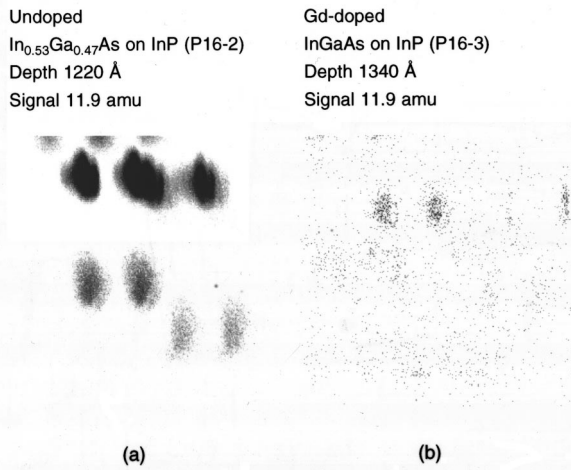 Undoped
In0.53Ga0.47As on InP (P16-2)
Depth 1220 Å
Signal 11.9 amu
Gd-doped
InGaAs on InP (P16-3)
Depth 1340 Å
Signal 11.9 amu
(a)
(b)